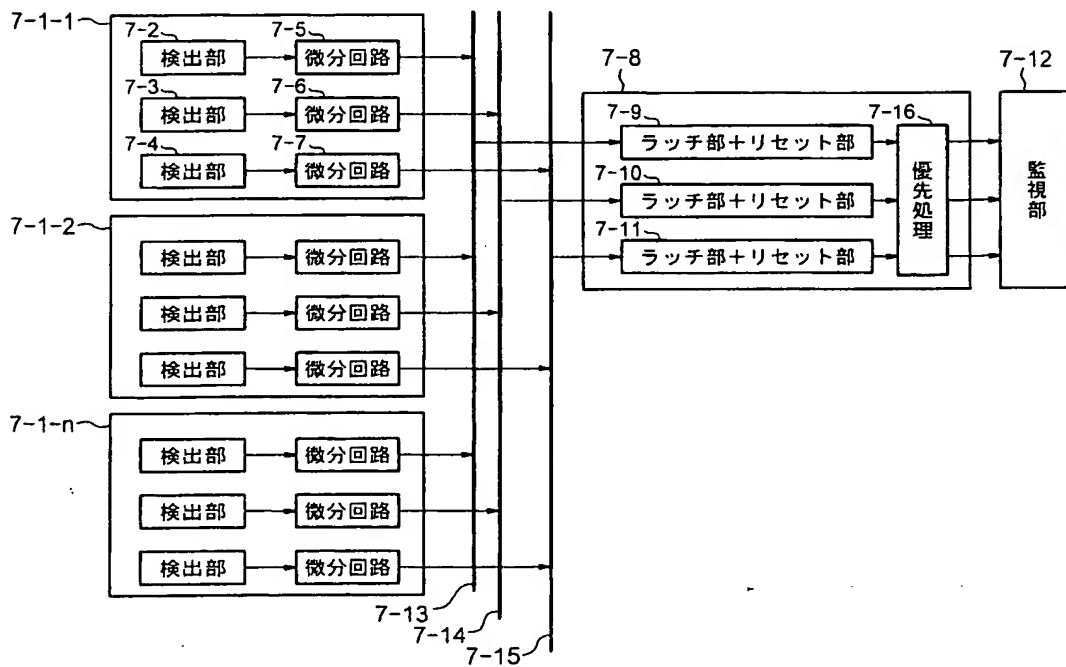 7-1-1
7-2
7-5
検出部
微分回路
7-3
7-6
検出部
微分回路
7-4
7-7
検出部
微分回路
7-1-2
検出部
微分回路
検出部
微分回路
検出部
微分回路
7-1-n
検出部
微分回路
検出部
微分回路
検出部
微分回路
7-13
7-14
7-15
7-8
7-12
7-9
7-16
ラッチ部+リセット部
7-10
ラッチ部+リセット部
7-11
ラッチ部+リセット部
優先処理
監視部